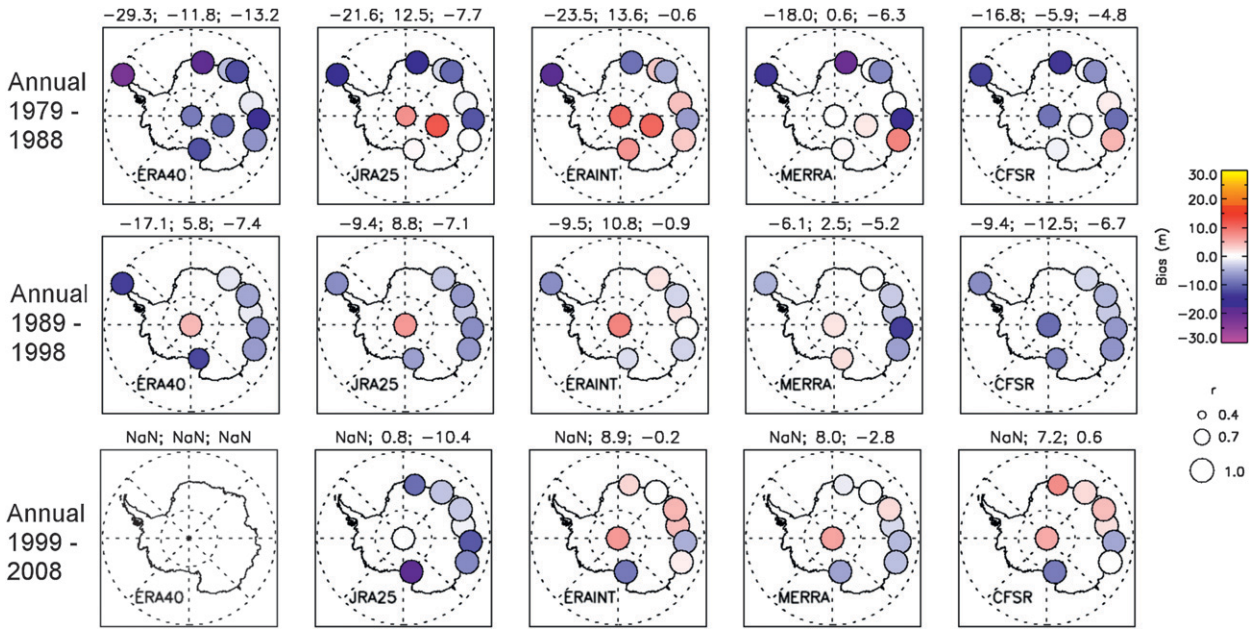 −29.3; −11.8; −13.2
−21.6; 12.5; −7.7
−23.5; 13.6; −0.6
−18.0; 0.6; −6.3
−16.8; −5.9; −4.8
Annual
1979 -
1988
ERA40
JRA25
ERAINT
MERRA
CFSR
−17.1; 5.8; −7.4
−9.4; 8.8; −7.1
−9.5; 10.8; −0.9
−6.1; 2.5; −5.2
−9.4; −12.5; −6.7
Annual
1989 -
1998
ERA40
JRA25
ERAINT
MERRA
CFSR
NaN; NaN; NaN
NaN; 0.8; −10.4
NaN; 8.9; −0.2
NaN; 8.0; −2.8
NaN; 7.2; 0.6
Annual
1999 -
2008
ERA40
JRA25
ERAINT
MERRA
CFSR
Bias (m)
30.0
20.0
10.0
0.0
−10.0
−20.0
−30.0
r
0.4
0.7
1.0